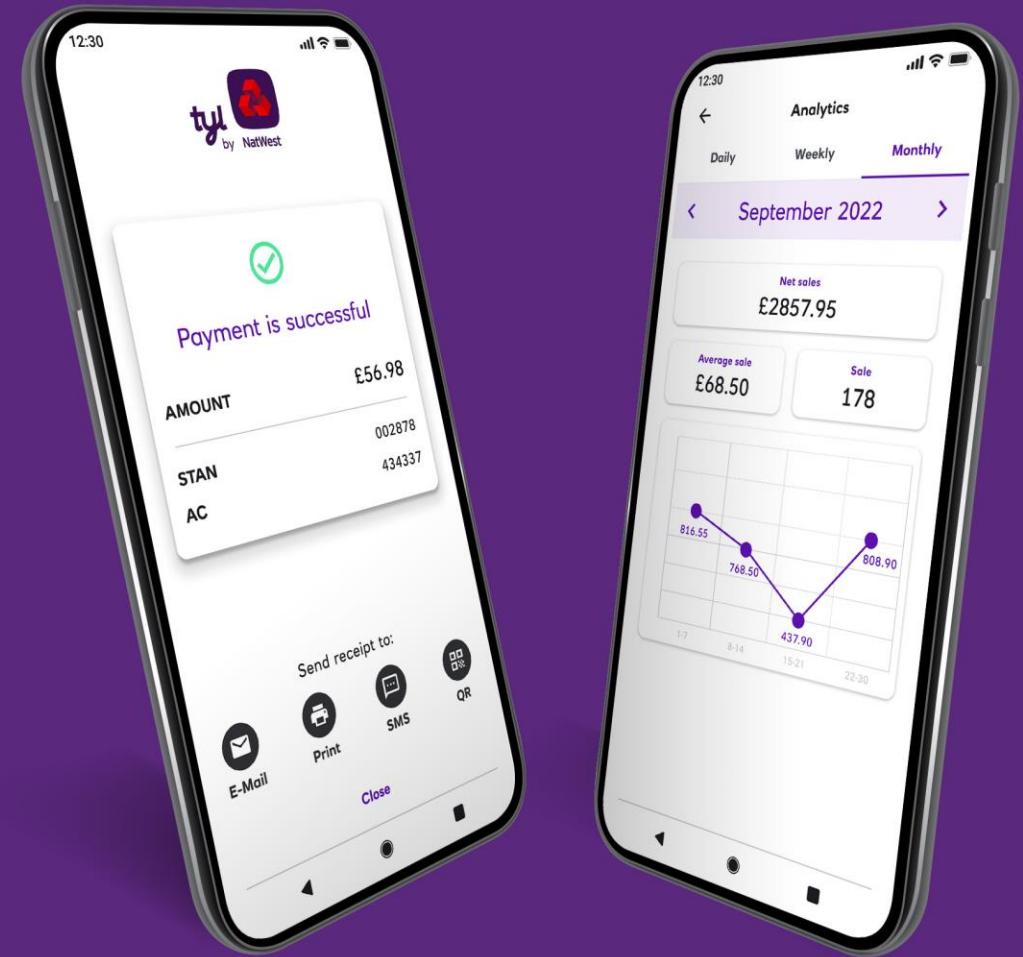 12:30
tyl
by NatWest
Payment is successful
AMOUNT £56.98
STAN 002878
AC 434337
Send receipt to:
E-Mail Print SMS QR
Close
12:30
Analytics
Daily Weekly Monthly
September 2022
Net sales
£2857.95
Average sale
£68.50
Sale
178
816.55
768.50
437.90
808.90
1-7 8-14 15-21 22-30